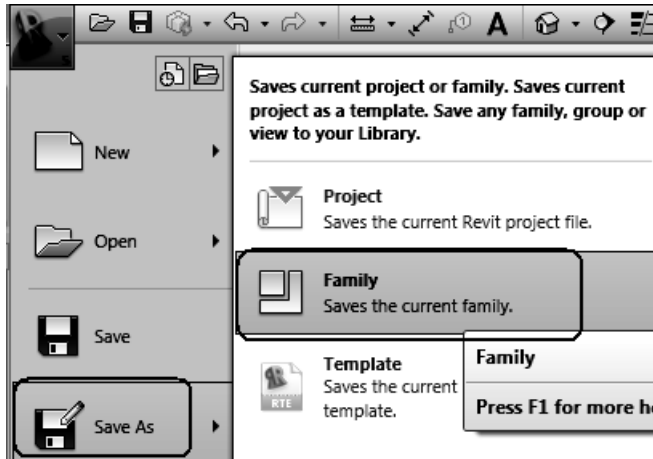 A
S
Saves current project or family. Saves current
project as a template. Save any family, group or
view to your Library.
New
Project
Saves the current Revit project file.
Open
Family
Saves the current family.
Save
Template
Saves the current
template.
RTE
Family
Press F1 for more
Save As